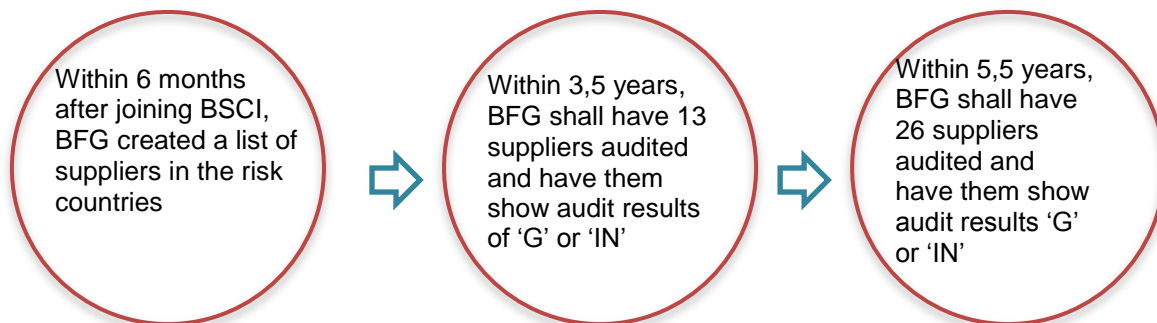 Within 6 months
after joining BSCI,
BFG created a list of
suppliers in the risk
countries
Within 3,5 years,
BFG shall have 13
suppliers audited
and have them
show audit results
of ‘G’ or ‘IN’
Within 5,5 years,
BFG shall have
26 suppliers
audited and
have them show
audit results ‘G’
or ‘IN’